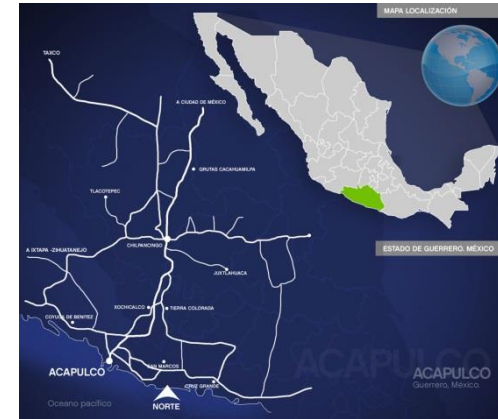 MAPA LOCALIZACIÓN
TAXCO
A CIUDAD DE MÉXICO
GRUTAS CACAHUAMILPA
TLACOTEPEC
CHILPANCINGO
A IXTAPA -ZIHUATANEJO
ESTADO DE GUERRERO. MÉXICO
JUXTLAHUACA
XOCHICALCO
TIERRA COLORADA
COYUCA DE BENITEZ
ACAPULCO
SAN MARCOS
ACAPULCO
ACAPULCO
Guerrero, México.
CRUZ GRANDE
Oceano pacífico
NORTE